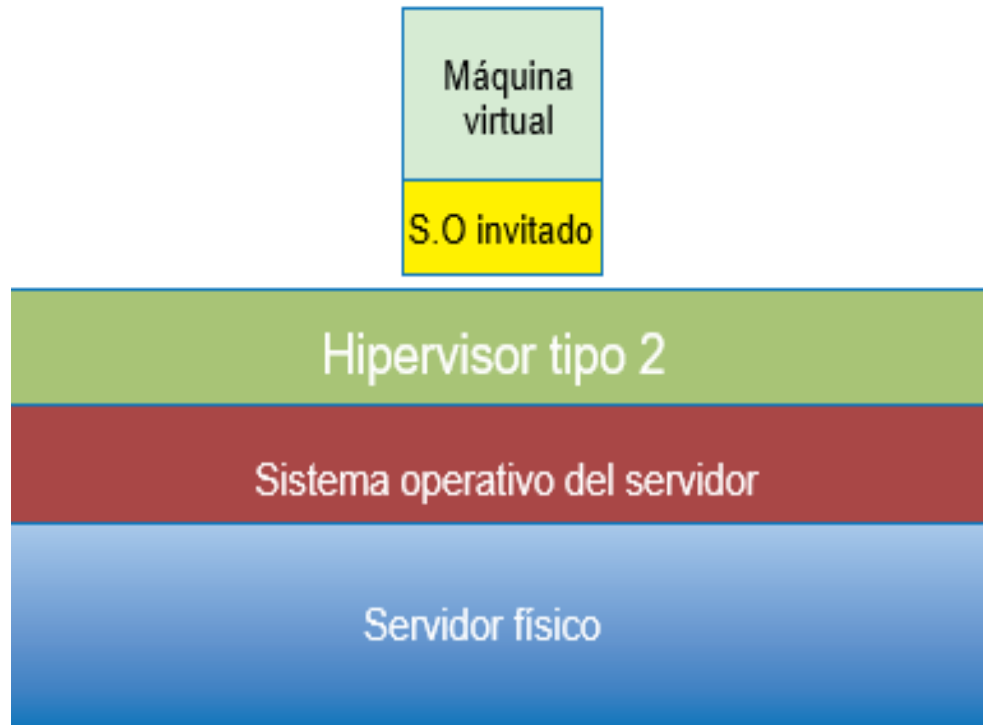 Máquina
virtual
S.O invitado
Hipervisor tipo 2
Sistema operativo del servidor
Servidor físico